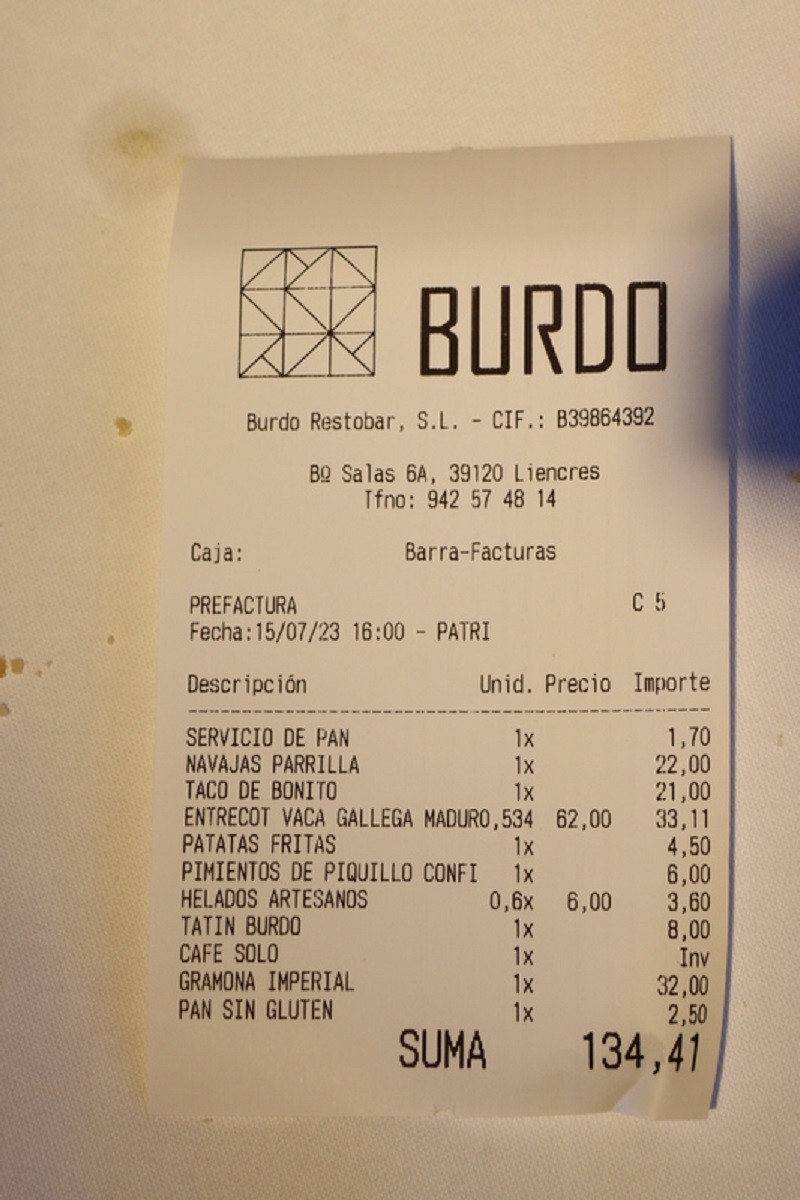 BURDO
Burdo Restobar, S.L. - CIF.: B39864392
Bº Salas 6A, 39120 Liencres
Tfno: 942 57 48 14
Caja: Barra-Facturas
PREFACTURA C 5
Fecha:15/07/23 16:00 - PATRI
Descripción Unid. Precio Importe
SERVICIO DE PAN 1x 1,70
NAVAJAS PARRILLA 1x 22,00
TACO DE BONITO 1x 21,00
ENTRECOT VACA GALLEGA MADURO,534 62,00 33,11
PATATAS FRITAS 1x 4,50
PIMIENTOS DE PIQUILLO CONFI 1x 6,00
HELADOS ARTESANOS 0,6x 6,00 3,60
TATIN BURDO 1x 8,00
CAFE SOLO 1x Inv
GRAMONA IMPERIAL 1x 32,00
PAN SIN GLUTEN 1x 2,50
SUMA 134,41